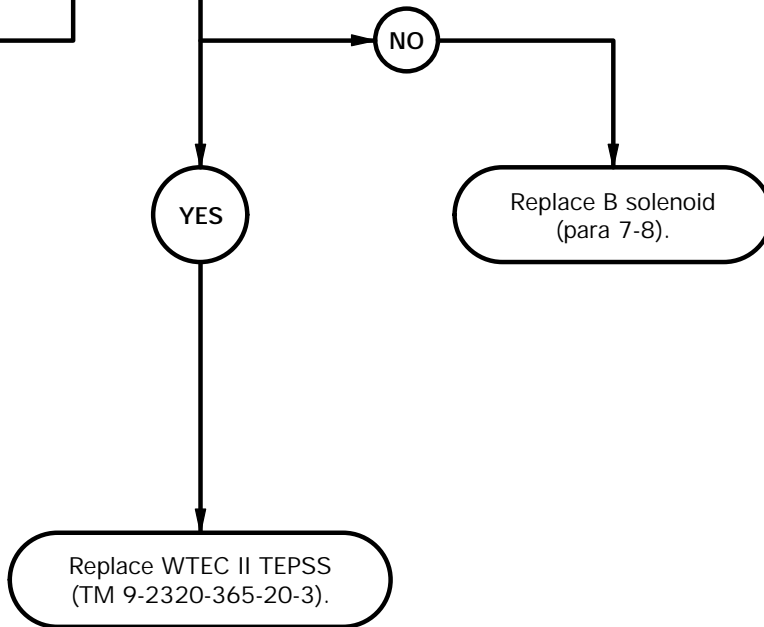 NO
YES
Replace B solenoid
(para 7-8).
Replace WTEC II TEPSS
(TM 9-2320-365-20-3).